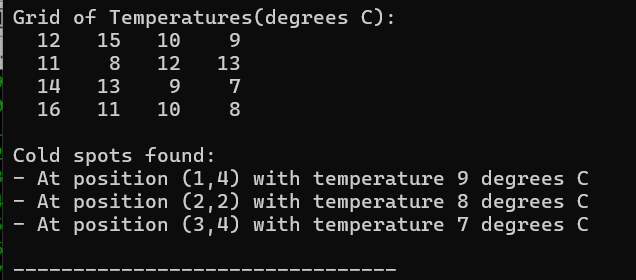 Grid of Temperatures(degrees C):
12 15 10 9
11 8 12 13
14 13 9 7
16 11 10 8
Cold spots found:
- At position (1,4) with temperature 9 degrees C
- At position (2,2) with temperature 8 degrees C
- At position (3,4) with temperature 7 degrees C
--------------------------------